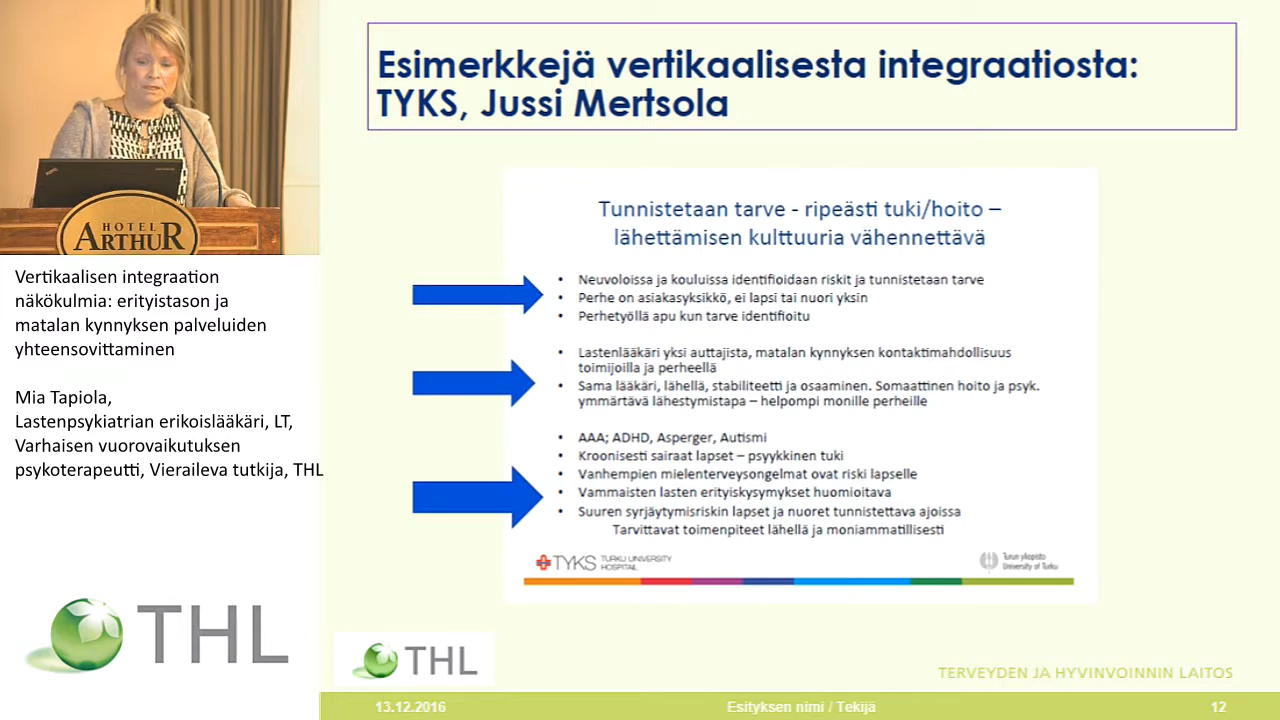 HOTEL
ARTHUR
Vertikaalisen integraation
näkökulmia: erityistason ja
matalan kynnyksen palveluiden
yhteensovittaminen
Mia Tapiola,
Lastenpsykiatrian erikoislääkäri, LT,
Varhaisen vuorovaikutuksen
psykoterapeutti, Vieraileva tutkija, THL
THL
Esimerkkejä vertikaalisesta integraatiosta:
TYKS, Jussi Mertsola
Tunnistetaan tarve - ripeästi tuki/hoito –
lähettämisen kulttuuria vähennettävä
• Neuvoloissa ja kouluissa identifioidaan riskit ja tunnistetaan tarve
• Perhe on asiakasyksikkö, ei lapsi tai nuori yksin
• Perhetyöllä apu kun tarve identifioitu
• Lastenlääkäri yksi auttajista, matalan kynnyksen kontaktimahdollisuus
toimijoilla ja perheellä
• Sama lääkäri, lähellä, stabiliteetti ja osaaminen. Somaattinen hoito ja psyk.
ymmärtävä lähestymistapa – helpompi monille perheille
• AAA; ADHD, Asperger, Autismi
• Kroonisesti sairaat lapset – psyykkinen tuki
• Vanhempien mielenterveysongelmat ovat riski lapselle
• Vammaisten lasten erityiskysymykset huomioitava
• Suuren syrjäytymisriskin lapset ja nuoret tunnistettava ajoissa
Tarvittavat toimenpiteet lähellä ja moniammatillisesti
TYKS TURKU UNIVERSITY
HOSPITAL
Turun yliopisto
University of Turku
THL
TERVEYDEN JA HYVINVOINNIN LAITOS
13.12.2016 Esityksen nimi / Tekijä 12